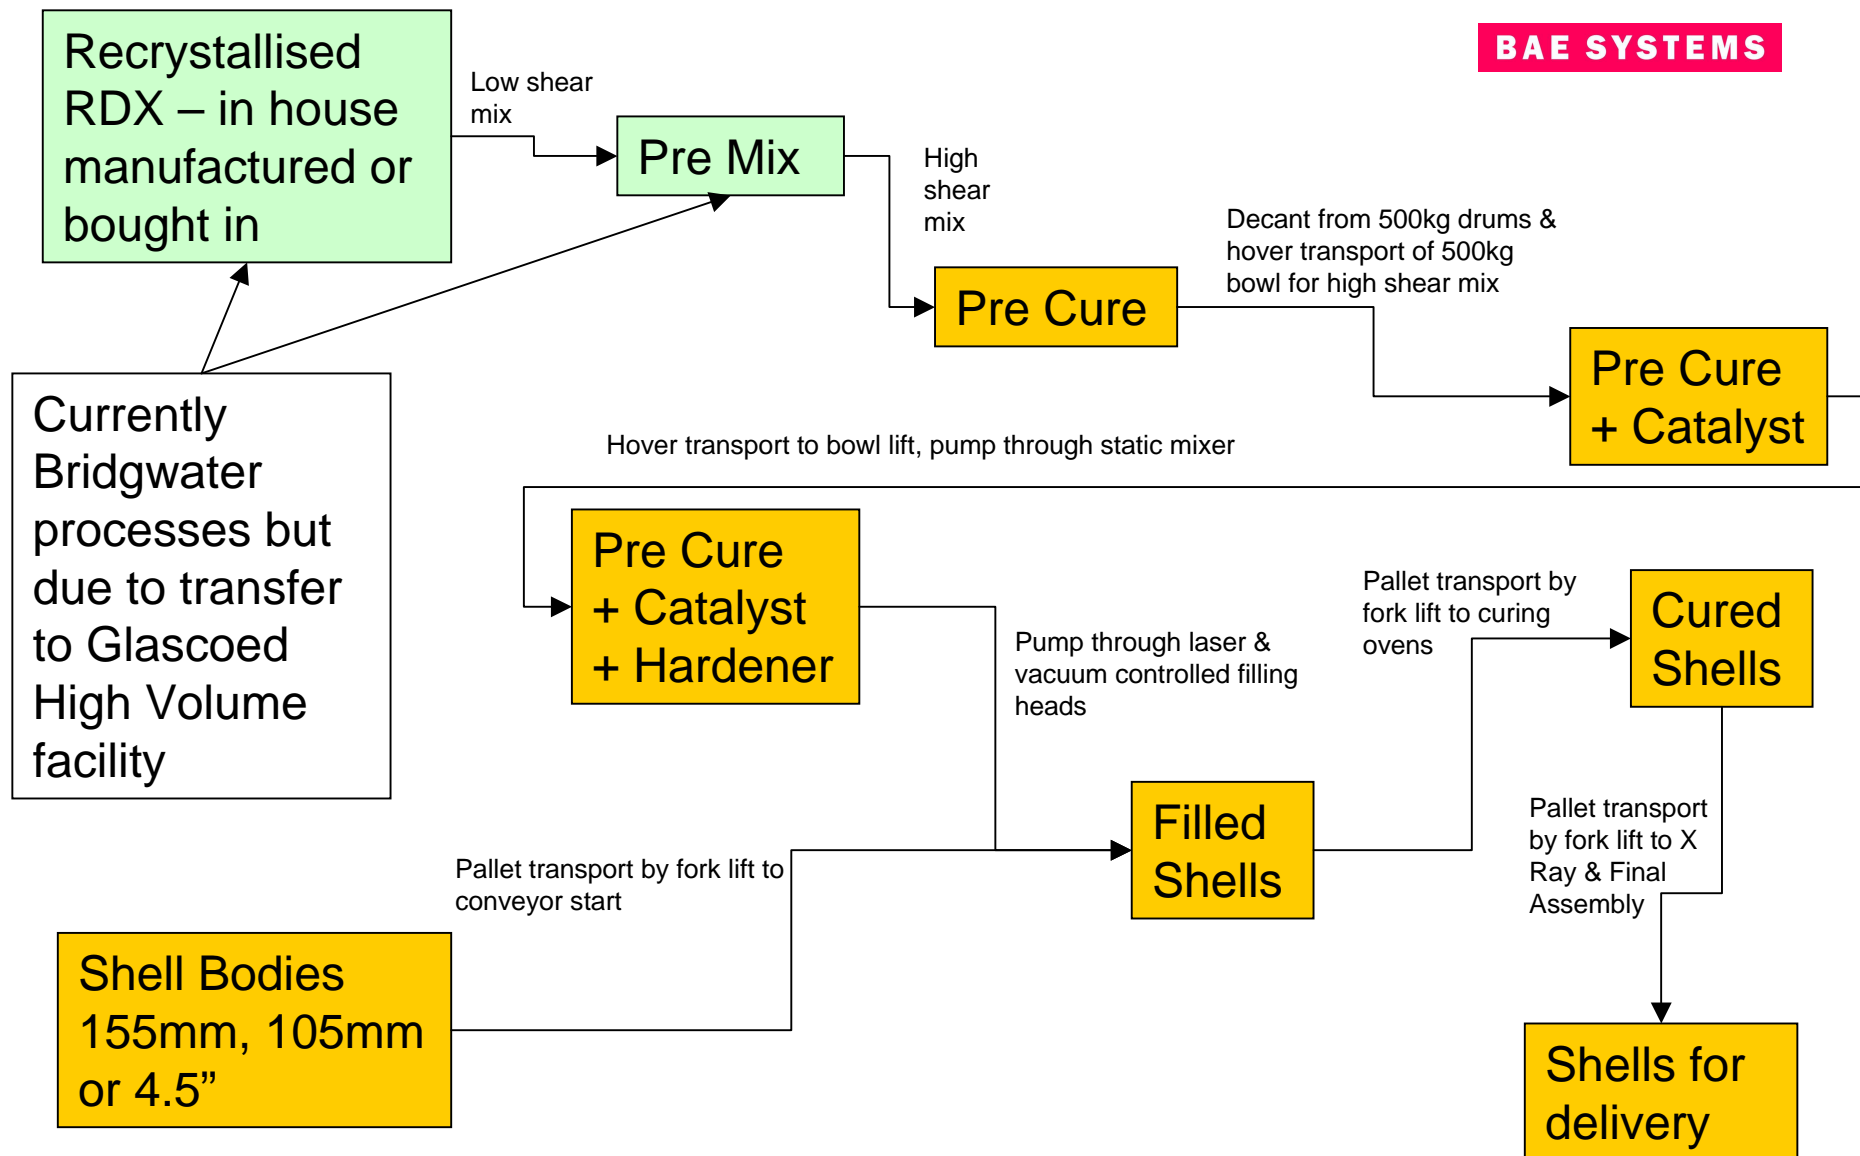 BAE SYSTEMS
Recrystallised
RDX – in house
manufactured or
bought in
Low shear
mix
Pre Mix
High
shear
mix
Pre Cure
Decant from 500kg drums &
hover transport of 500kg
bowl for high shear mix
Pre Cure
+ Catalyst
Currently
Bridgwater
processes but
due to transfer
to Glascoed
High Volume
facility
Hover transport to bowl lift, pump through static mixer
Pre Cure
+ Catalyst
+ Hardener
Pump through laser &
vacuum controlled filling
heads
Pallet transport by
fork lift to curing
ovens
Cured
Shells
Filled
Shells
Pallet transport
by fork lift to X
Ray & Final
Assembly
Pallet transport by fork lift to
conveyor start
Shell Bodies
155mm, 105mm
or 4.5”
Shells for
delivery